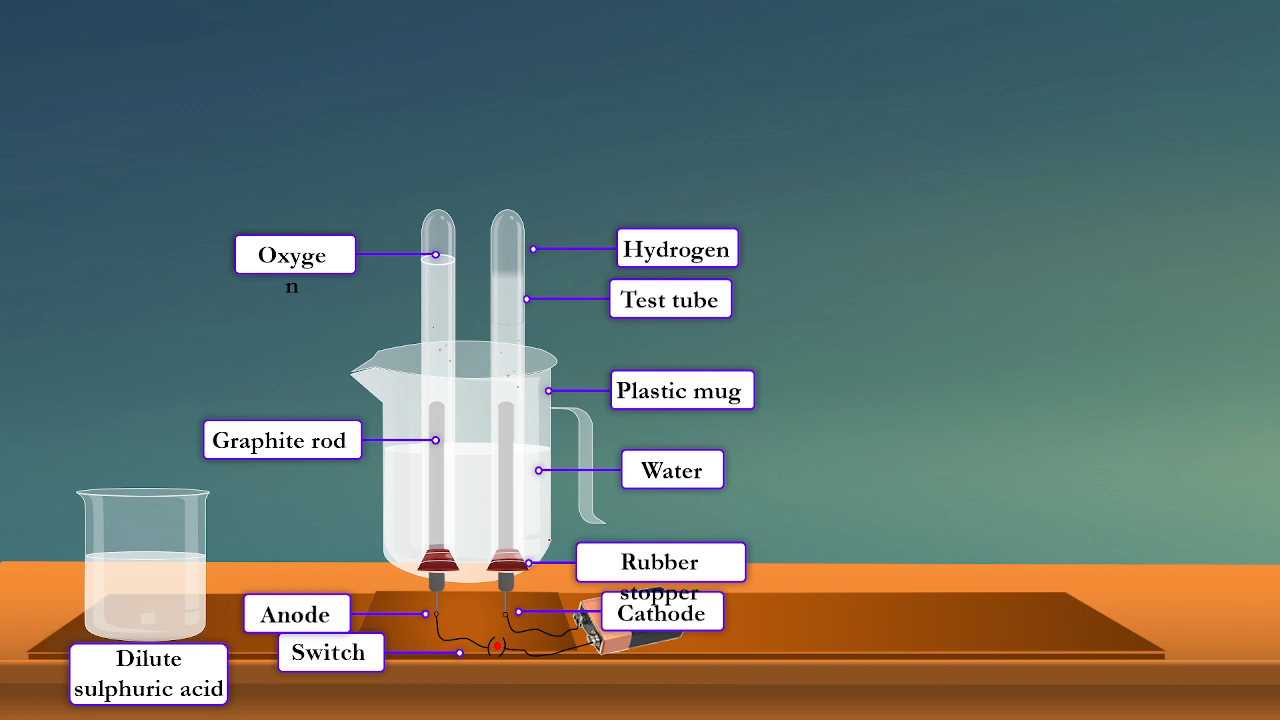 Oxyge
n
Hydrogen
Test tube
Plastic mug
Graphite rod
Water
Rubber
stopper
Anode
Cathode
Switch
Dilute
sulphuric acid